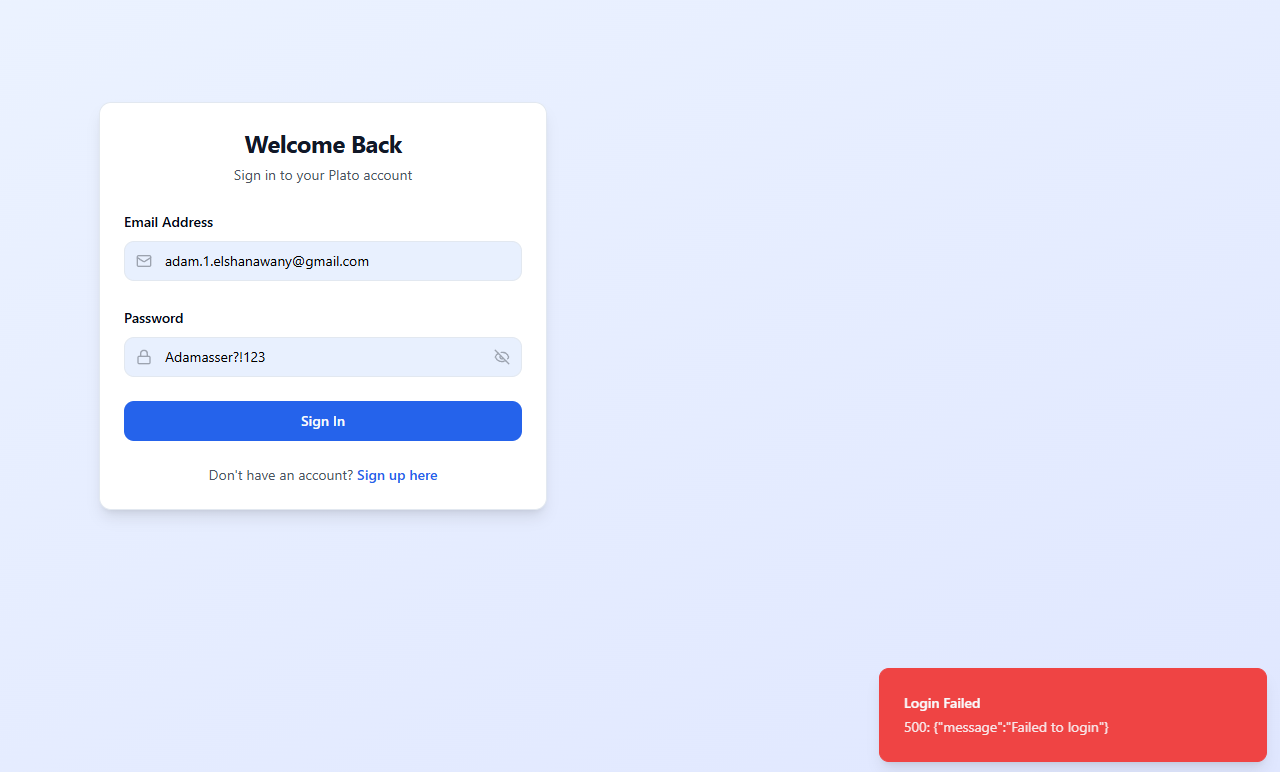 Welcome Back
Sign in to your Plato account
Email Address
adam.1.elshanawany@gmail.com
Password
Adamasser?!123
Sign In
Don't have an account? Sign up here
Login Failed
500: {"message":"Failed to login"}